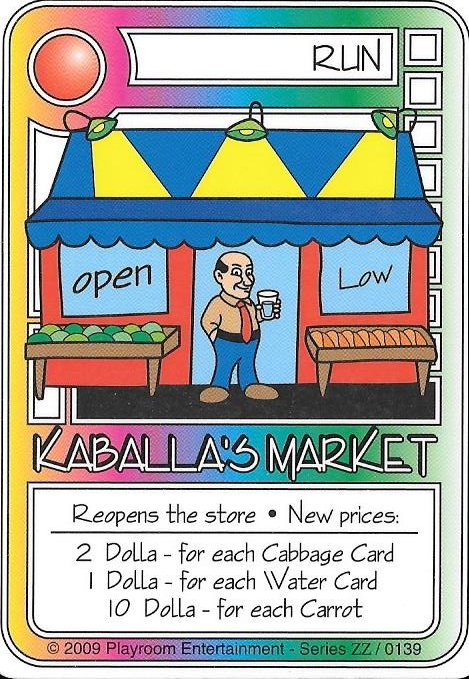 RUN
open
Low
KABALLA'S MARKET
Reopens the store • New prices:
2 Dolla - for each Cabbage Card
1 Dolla - for each Water Card
10 Dolla - for each Carrot
© 2009 Playroom Entertainment - Series ZZ / 0139